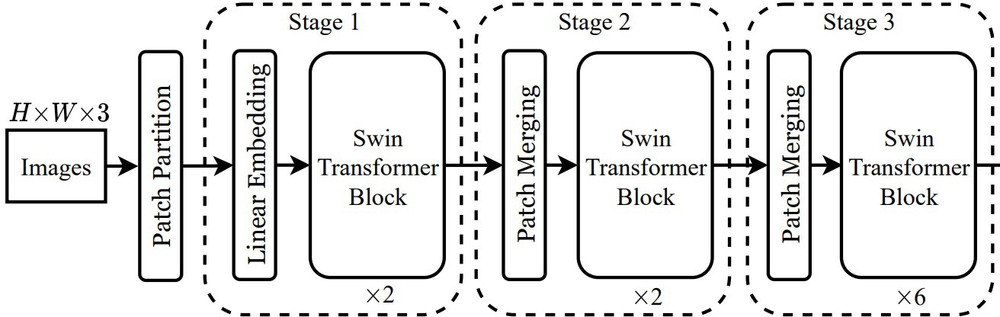 H×W×3
Images
Patch Partition
Stage 1
Linear Embedding
Swin
Transformer
Block
×2
Stage 2
Patch Merging
Swin
Transformer
Block
×2
Stage 3
Patch Merging
Swin
Transformer
Block
×6